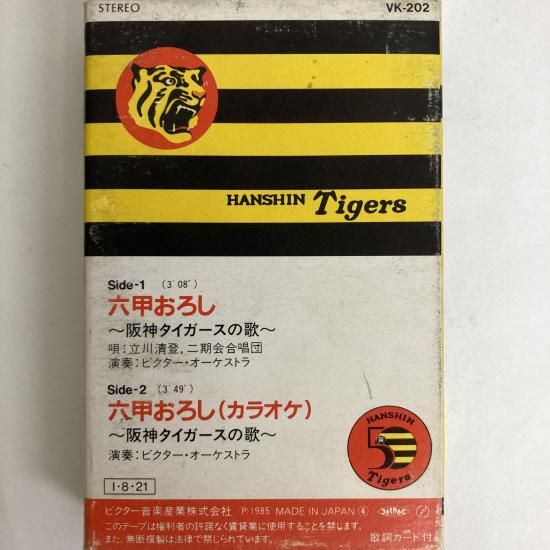 STEREO
VK-202
HANSHIN Tigers
Side-1 (3′08″)
六甲おろし
〜阪神タイガースの歌〜
唄:立川清登,二期会合唱団
演奏:ビクター・オーケストラ
Side-2 (3′49″)
六甲おろし(カラオケ)
〜阪神タイガースの歌〜
演奏:ビクター・オーケストラ
HANSHIN
50
Tigers
I・8・21
ビクター音楽産業株式会社 ℗1985 MADE IN JAPAN ④
このテープは権利者の許諾なく賃貸業に使用することを禁じます。
また、無断複製は法律で禁じられています。
歌詞カード付